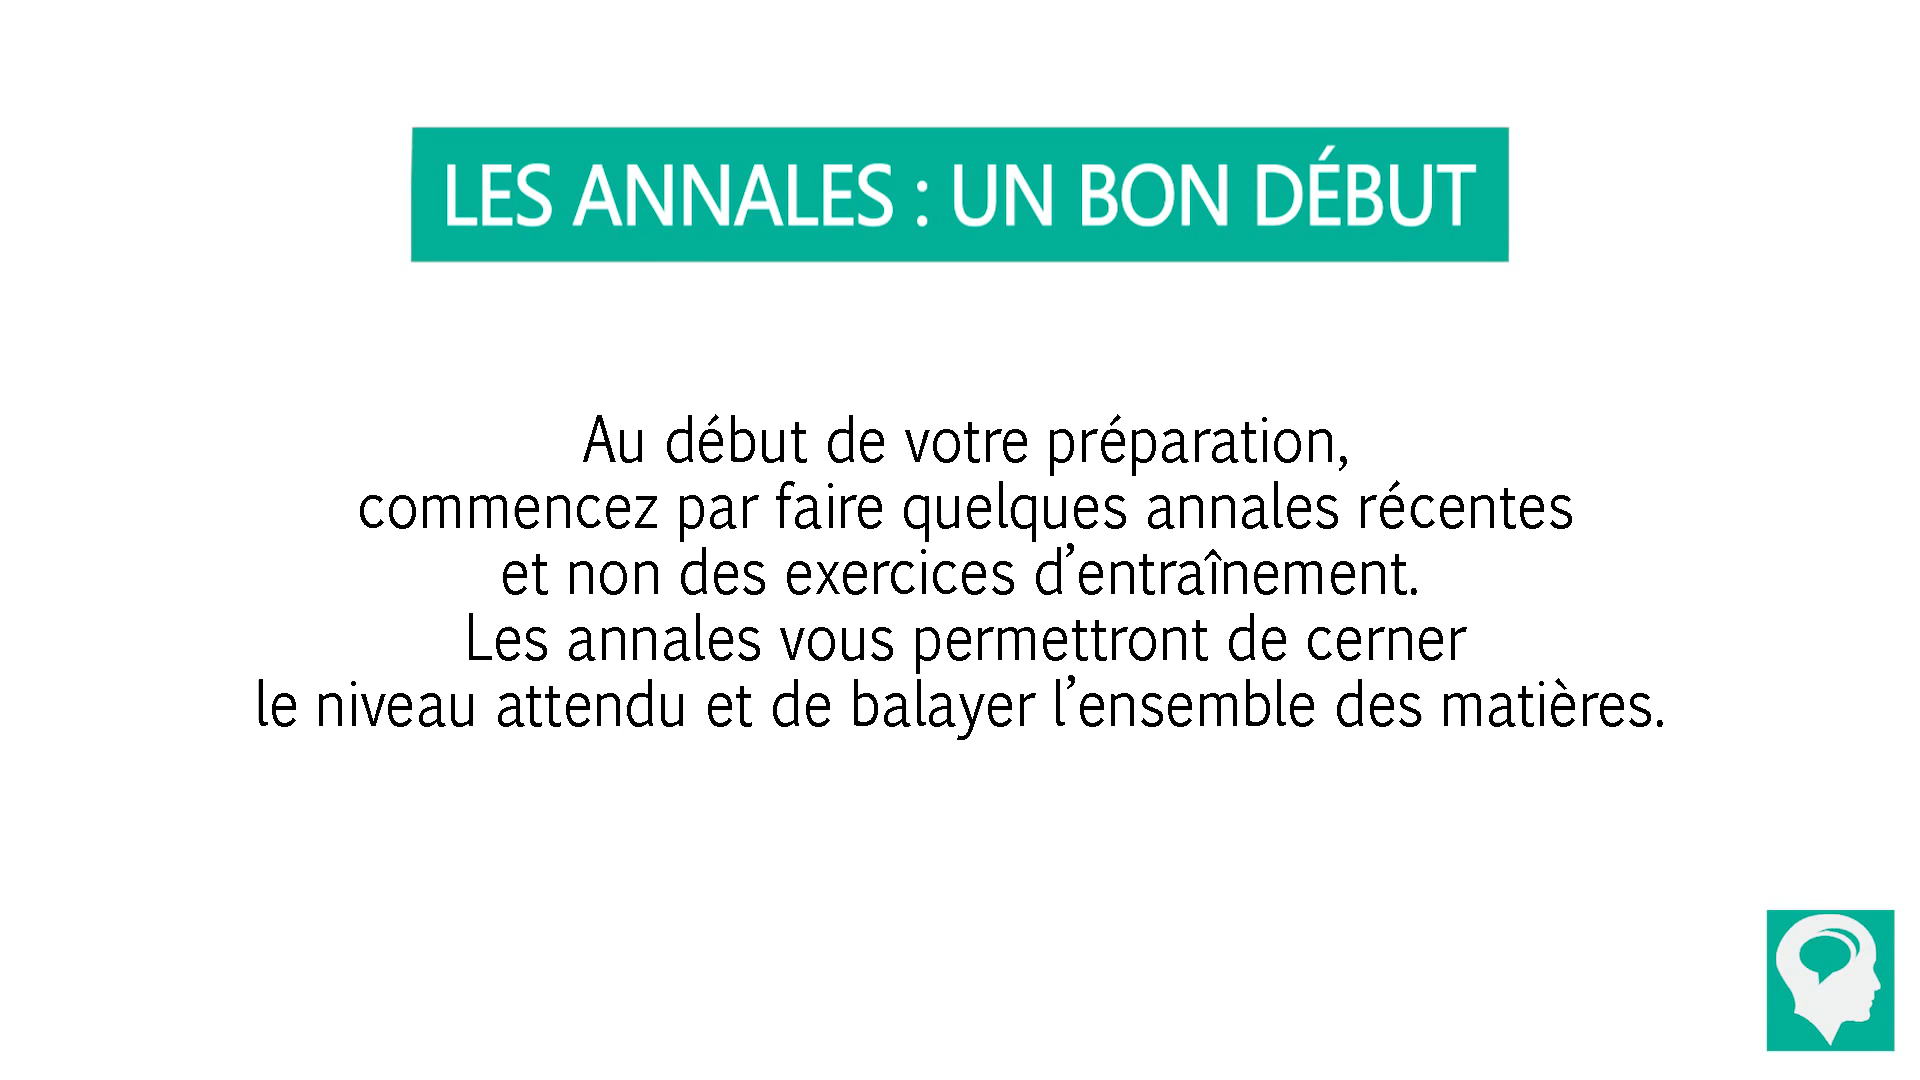 LES ANNALES : UN BON DÉBUT
Au début de votre préparation,
commencez par faire quelques annales récentes
et non des exercices d’entraînement.
Les annales vous permettront de cerner
le niveau attendu et de balayer l’ensemble des matières.